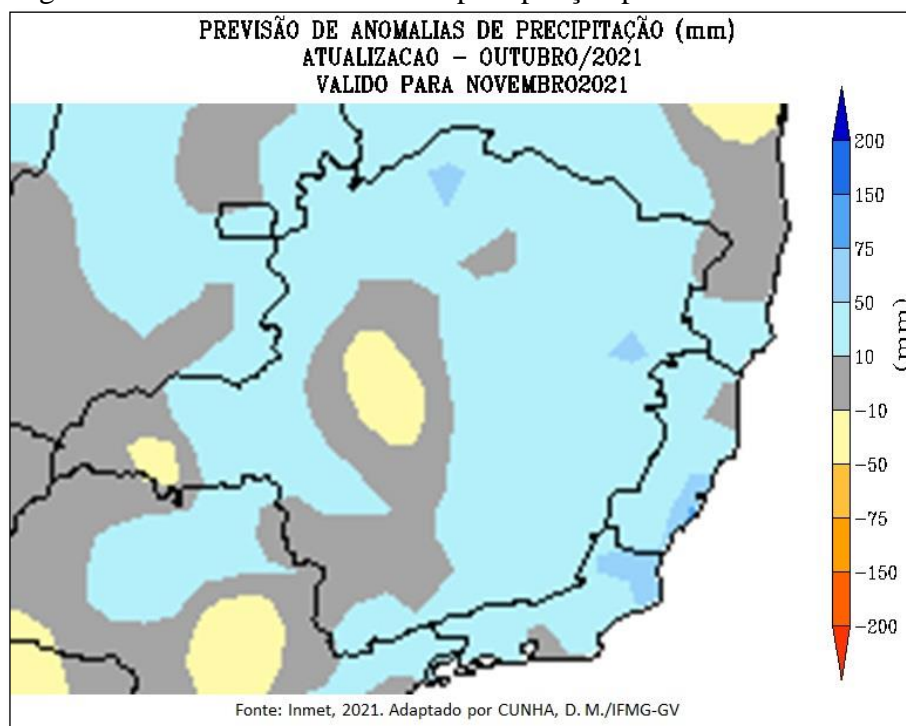 PREVISÃO DE ANOMALIAS DE PRECIPITAÇÃO (mm)
ATUALIZACAO – OUTUBRO/2021
VALIDO PARA NOVEMBRO2021
200
150
75
50
10
-10
-50
-75
-150
-200
(mm)
Fonte: Inmet, 2021. Adaptado por CUNHA, D. M./IFMG-GV